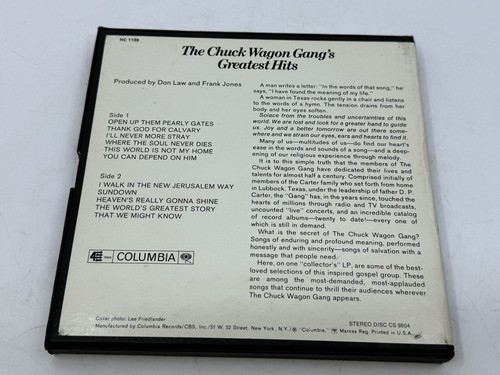 HC 1139
The Chuck Wagon Gang's
Greatest Hits
Produced by Don Law and Frank Jones
Side 1
OPEN UP THEM PEARLY GATES
THANK GOD FOR CALVARY
I'LL NEVER MORE STRAY
WHERE THE SOUL NEVER DIES
THIS WORLD IS NOT MY HOME
YOU CAN DEPEND ON HIM
Side 2
I WALK IN THE NEW JERUSALEM WAY
SUNDOWN
HEAVEN'S REALLY GONNA SHINE
THE WORLD'S GREATEST STORY
THAT WE MIGHT KNOW
COLUMBIA
A man writes a letter: "In the words of that song," he
says, "I have found the meaning of my life."
A woman in Texas rocks gently in a chair and listens
to the words of a hymn. The tension drains from her
body and her eyes soften.
Solace from the troubles and uncertainties of this
world. We are lost and look for a greater hand to guide
us. Joy and a better tomorrow are out there some-
where and we strain our eyes, ears and hearts to find it.
Many of us—multitudes of us—do find our heart's
ease in the words and sounds of a song—and a deep-
ening of our religious experience through melody.
It is to this simple truth that the members of The
Chuck Wagon Gang have dedicated their lives and
talents for almost half a century. Comprised initially of
members of the Carter family who set forth from home
in Lubbock, Texas, under the leadership of father D. P.
Carter, the "Gang" has, in the years since, touched the
hearts of millions through radio and TV broadcasts,
uncounted "live" concerts, and an incredible catalog
of record albums—twenty to date!—every one of
which is still in demand.
What is the secret of The Chuck Wagon Gang?
Songs of enduring and profound meaning, performed
honestly and with sincerity—songs of salvation with a
message that people need.
Here, on one "collector's" LP, are some of the best-
loved selections of this inspired gospel group. These
are among the most-demanded, most-applauded
songs that continue to thrill their audiences wherever
The Chuck Wagon Gang appears.
Cover photo: Lee Friedlander
STEREO DISC CS 9604
Manufactured by Columbia Records/CBS, Inc./51 W. 52 Street, New York, N.Y./® "Columbia," Marcas Reg. Printed in U.S.A.